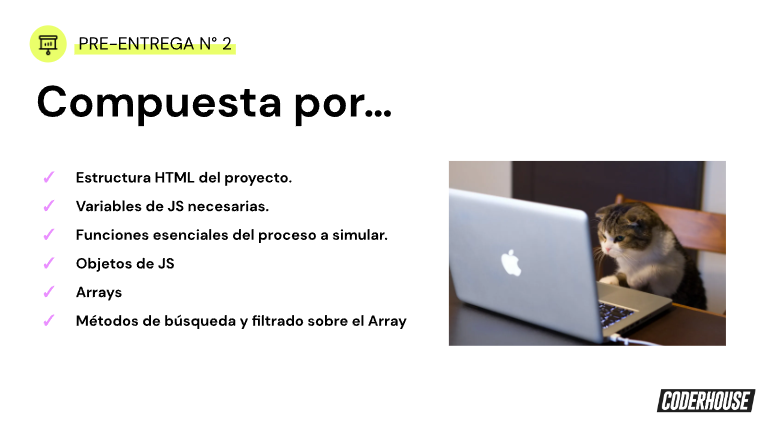 PRE-ENTREGA N° 2
Compuesta por...
✓ Estructura HTML del proyecto.
✓ Variables de JS necesarias.
✓ Funciones esenciales del proceso a simular.
✓ Objetos de JS
✓ Arrays
✓ Métodos de búsqueda y filtrado sobre el Array
CODERHOUSE